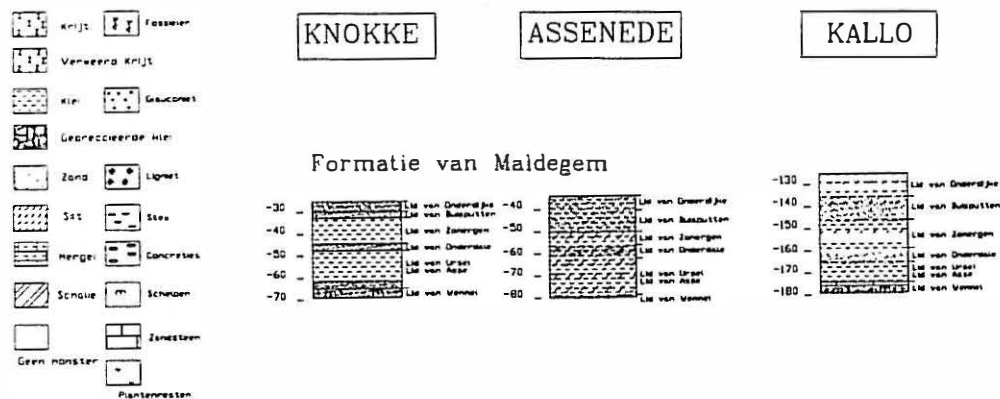 KNOKKE
ASSENEDE
KALLO
Krijt
Fossielen
Verweerd Krijt
Klei
Glauconiet
Gebreccieerde klei
Zand
Ligniet
Silt
Mergel
Concreties
Schalie
Schelpen
Geen monster
Zandsteen
Plantenresten
Formatie van Maldegem
-30
-40
-50
-60
-70
Lid van Onderdijke
Lid van Buisputten
Lid van Zomergem
Lid van Onderdale
Lid van Ursel
Lid van Asse
Lid van Wemmel
-40
-50
-60
-70
-80
Lid van Onderdijke
Lid van Buisputten
Lid van Zomergem
Lid van Onderdale
Lid van Ursel
Lid van Asse
Lid van Wemmel
-130
-140
-150
-160
-170
-180
Lid van Onderdijke
Lid van Buisputten
Lid van Zomergem
Lid van Onderdale
Lid van Ursel
Lid van Asse
Lid van Wemmel